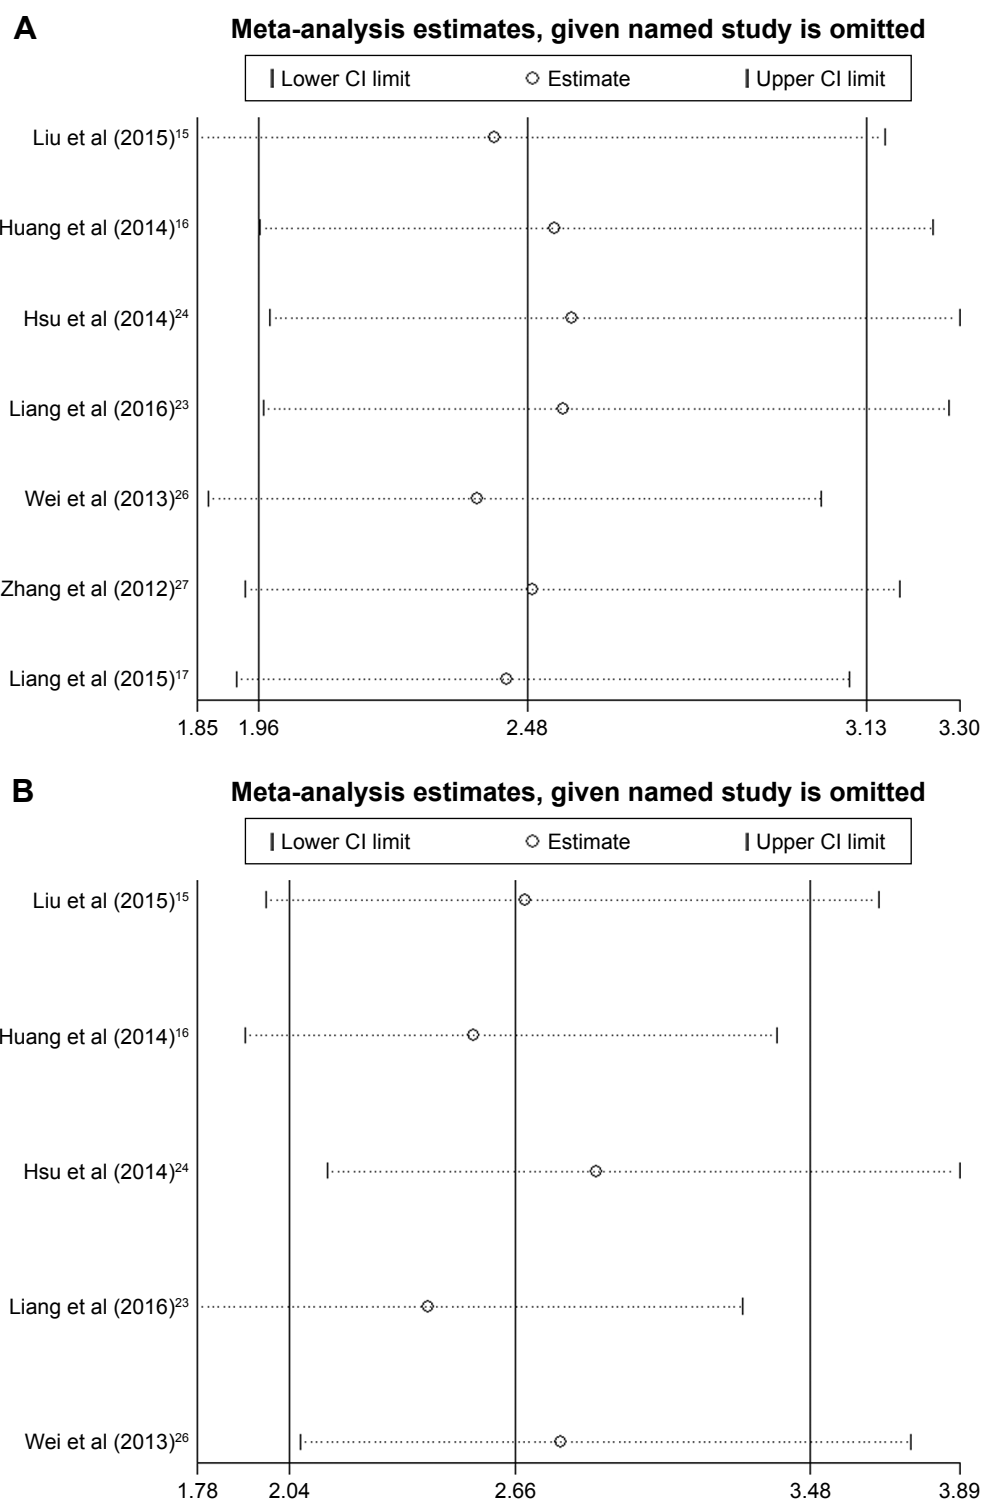 A
Meta-analysis estimates, given named study is omitted
Lower CI limit Estimate Upper CI limit
Liu et al (2015)¹⁵
Huang et al (2014)¹⁶
Hsu et al (2014)²⁴
Liang et al (2016)²³
Wei et al (2013)²⁶
Zhang et al (2012)²⁷
Liang et al (2015)¹⁷
1.85 1.96 2.48 3.13 3.30
B
Meta-analysis estimates, given named study is omitted
Lower CI limit Estimate Upper CI limit
Liu et al (2015)¹⁵
Huang et al (2014)¹⁶
Hsu et al (2014)²⁴
Liang et al (2016)²³
Wei et al (2013)²⁶
1.78 2.04 2.66 3.48 3.89